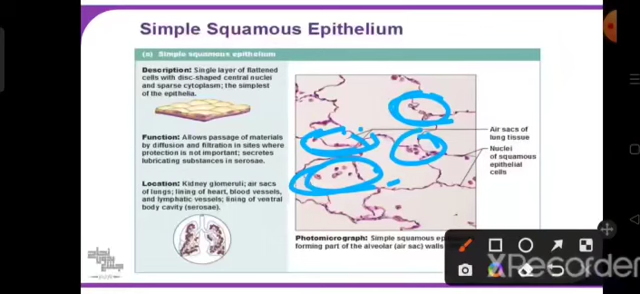 Simple Squamous Epithelium
(a) Simple squamous epithelium
Description: Single layer of flattened
cells with disc-shaped central nuclei
and sparse cytoplasm; the simplest
of the epithelia.
Function: Allows passage of materials
by diffusion and filtration in sites where
protection is not important; secretes
lubricating substances in serosae.
Location: Kidney glomeruli; air sacs
of lungs; lining of heart, blood vessels,
and lymphatic vessels; lining of ventral
body cavity (serosae).
Air sacs of
lung tissue
Nuclei
of squamous
epithelial
cells
Photomicrograph: Simple squamous
forming part of the alveolar (air sac) walls
XRecorder